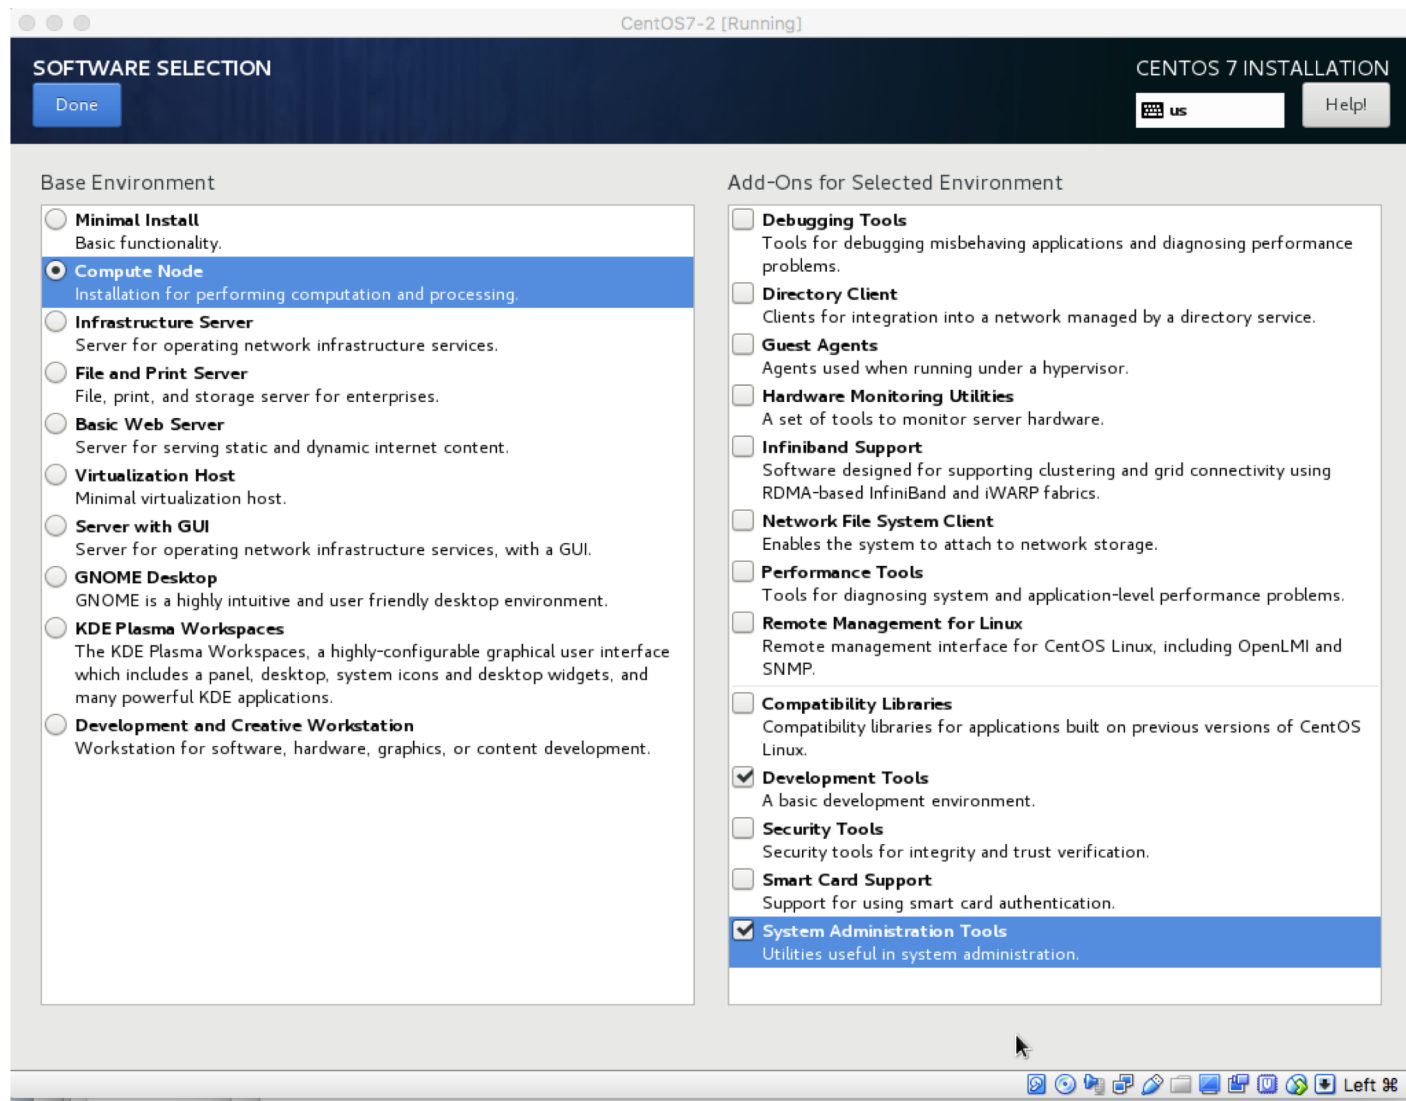 CentOS7-2 [Running]
SOFTWARE SELECTION
Done
CENTOS 7 INSTALLATION
us
Help!
Base Environment
Minimal Install
Basic functionality.
Compute Node
Installation for performing computation and processing.
Infrastructure Server
Server for operating network infrastructure services.
File and Print Server
File, print, and storage server for enterprises.
Basic Web Server
Server for serving static and dynamic internet content.
Virtualization Host
Minimal virtualization host.
Server with GUI
Server for operating network infrastructure services, with a GUI.
GNOME Desktop
GNOME is a highly intuitive and user friendly desktop environment.
KDE Plasma Workspaces
The KDE Plasma Workspaces, a highly-configurable graphical user interface
which includes a panel, desktop, system icons and desktop widgets, and
many powerful KDE applications.
Development and Creative Workstation
Workstation for software, hardware, graphics, or content development.
Add-Ons for Selected Environment
Debugging Tools
Tools for debugging misbehaving applications and diagnosing performance
problems.
Directory Client
Clients for integration into a network managed by a directory service.
Guest Agents
Agents used when running under a hypervisor.
Hardware Monitoring Utilities
A set of tools to monitor server hardware.
Infiniband Support
Software designed for supporting clustering and grid connectivity using
RDMA-based InfiniBand and iWARP fabrics.
Network File System Client
Enables the system to attach to network storage.
Performance Tools
Tools for diagnosing system and application-level performance problems.
Remote Management for Linux
Remote management interface for CentOS Linux, including OpenLMI and
SNMP.
Compatibility Libraries
Compatibility libraries for applications built on previous versions of CentOS
Linux.
Development Tools
A basic development environment.
Security Tools
Security tools for integrity and trust verification.
Smart Card Support
Support for using smart card authentication.
System Administration Tools
Utilities useful in system administration.
Left ⌘